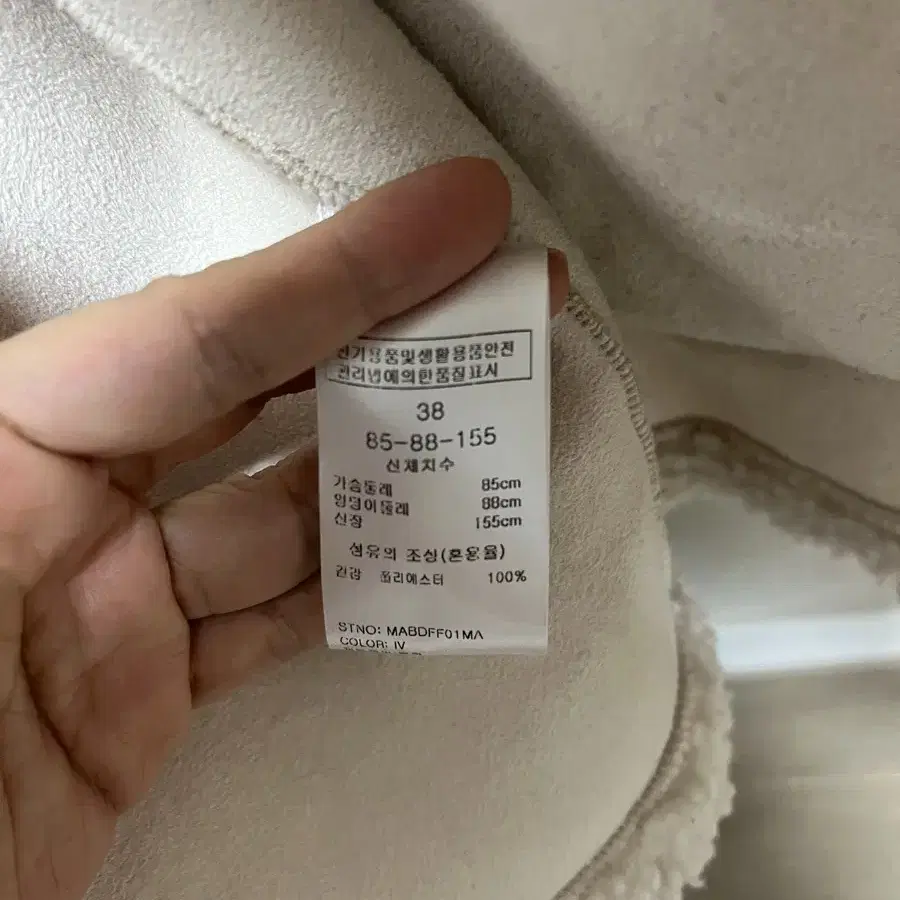 전기용품및생활용품안전
관리법에의한품질표시
38
85-88-155
신체치수
가슴둘레 85cm
엉덩이둘레 88cm
신장 155cm
섬유의 조성(혼용율)
겉감 폴리에스터 100%
STNO: MABDFF01MA
COLOR: IV